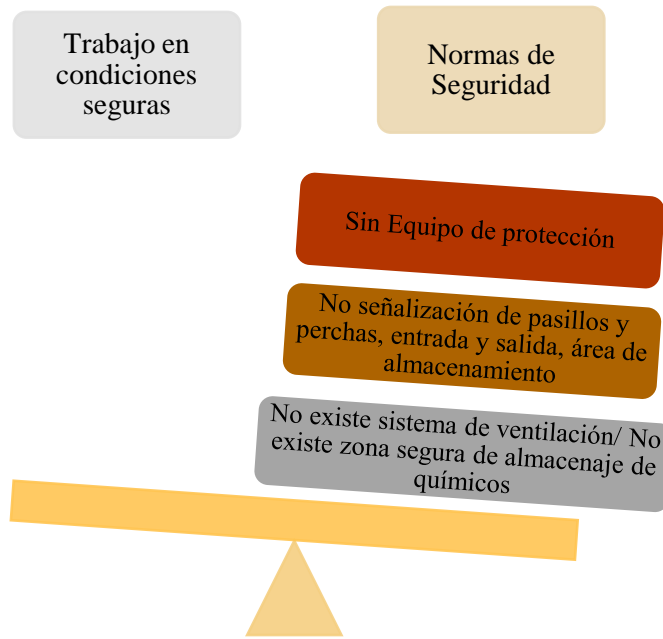 Trabajo en
condiciones
seguras
Normas de
Seguridad
Sin Equipo de protección
No señalización de pasillos y
perchas, entrada y salida, área de
almacenamiento
No existe sistema de ventilación/ No
existe zona segura de almacenaje de
químicos